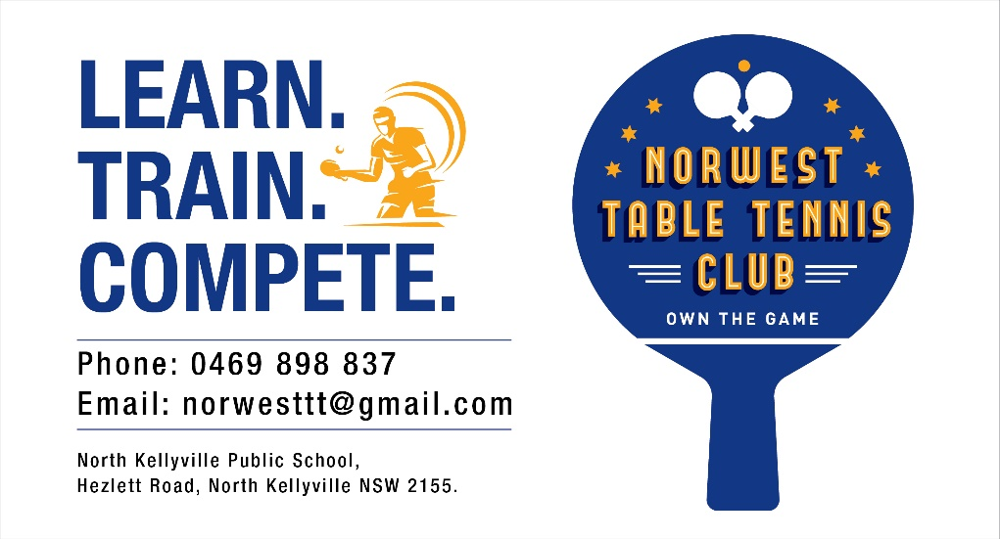 LEARN.
TRAIN.
COMPETE.
Phone: 0469 898 837
Email: norwesttt@gmail.com
North Kellyville Public School,
Hezlett Road, North Kellyville NSW 2155.
NORWEST
TABLE TENNIS
CLUB
OWN THE GAME